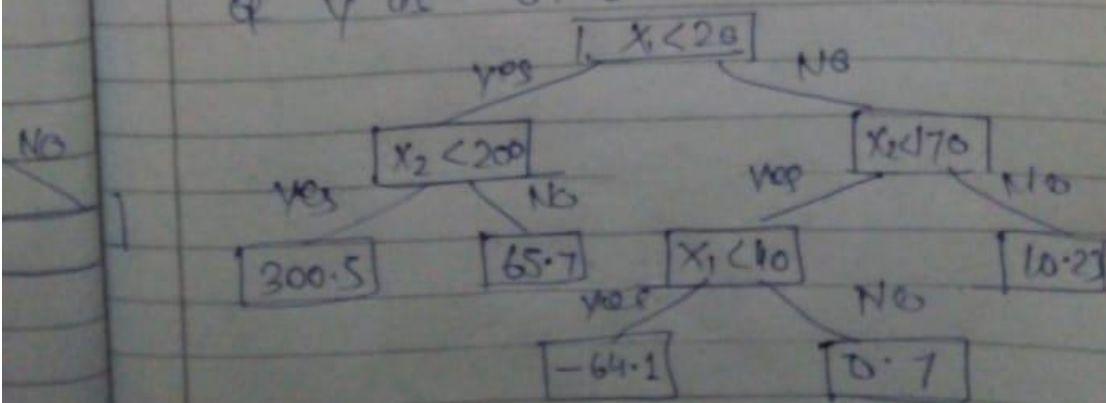 X₁ < 20
yes NO
NO X₂ < 200 X₂<170
yes NO yes NO
300.5 65.7 X₁ <40 10.23
yes NO
-64.1 0.7